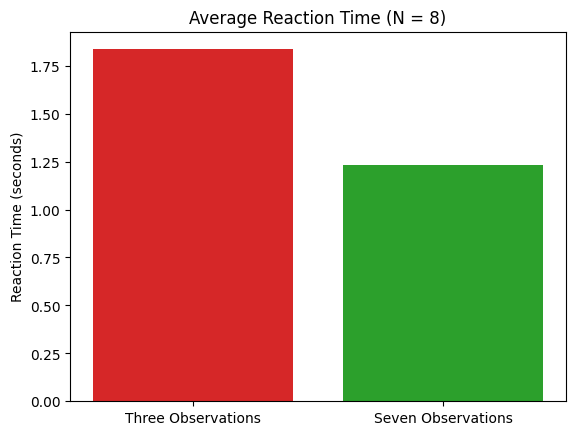 Average Reaction Time (N = 8)
Reaction Time (seconds)
1.75
1.50
1.25
1.00
0.75
0.50
0.25
0.00
Three Observations
Seven Observations